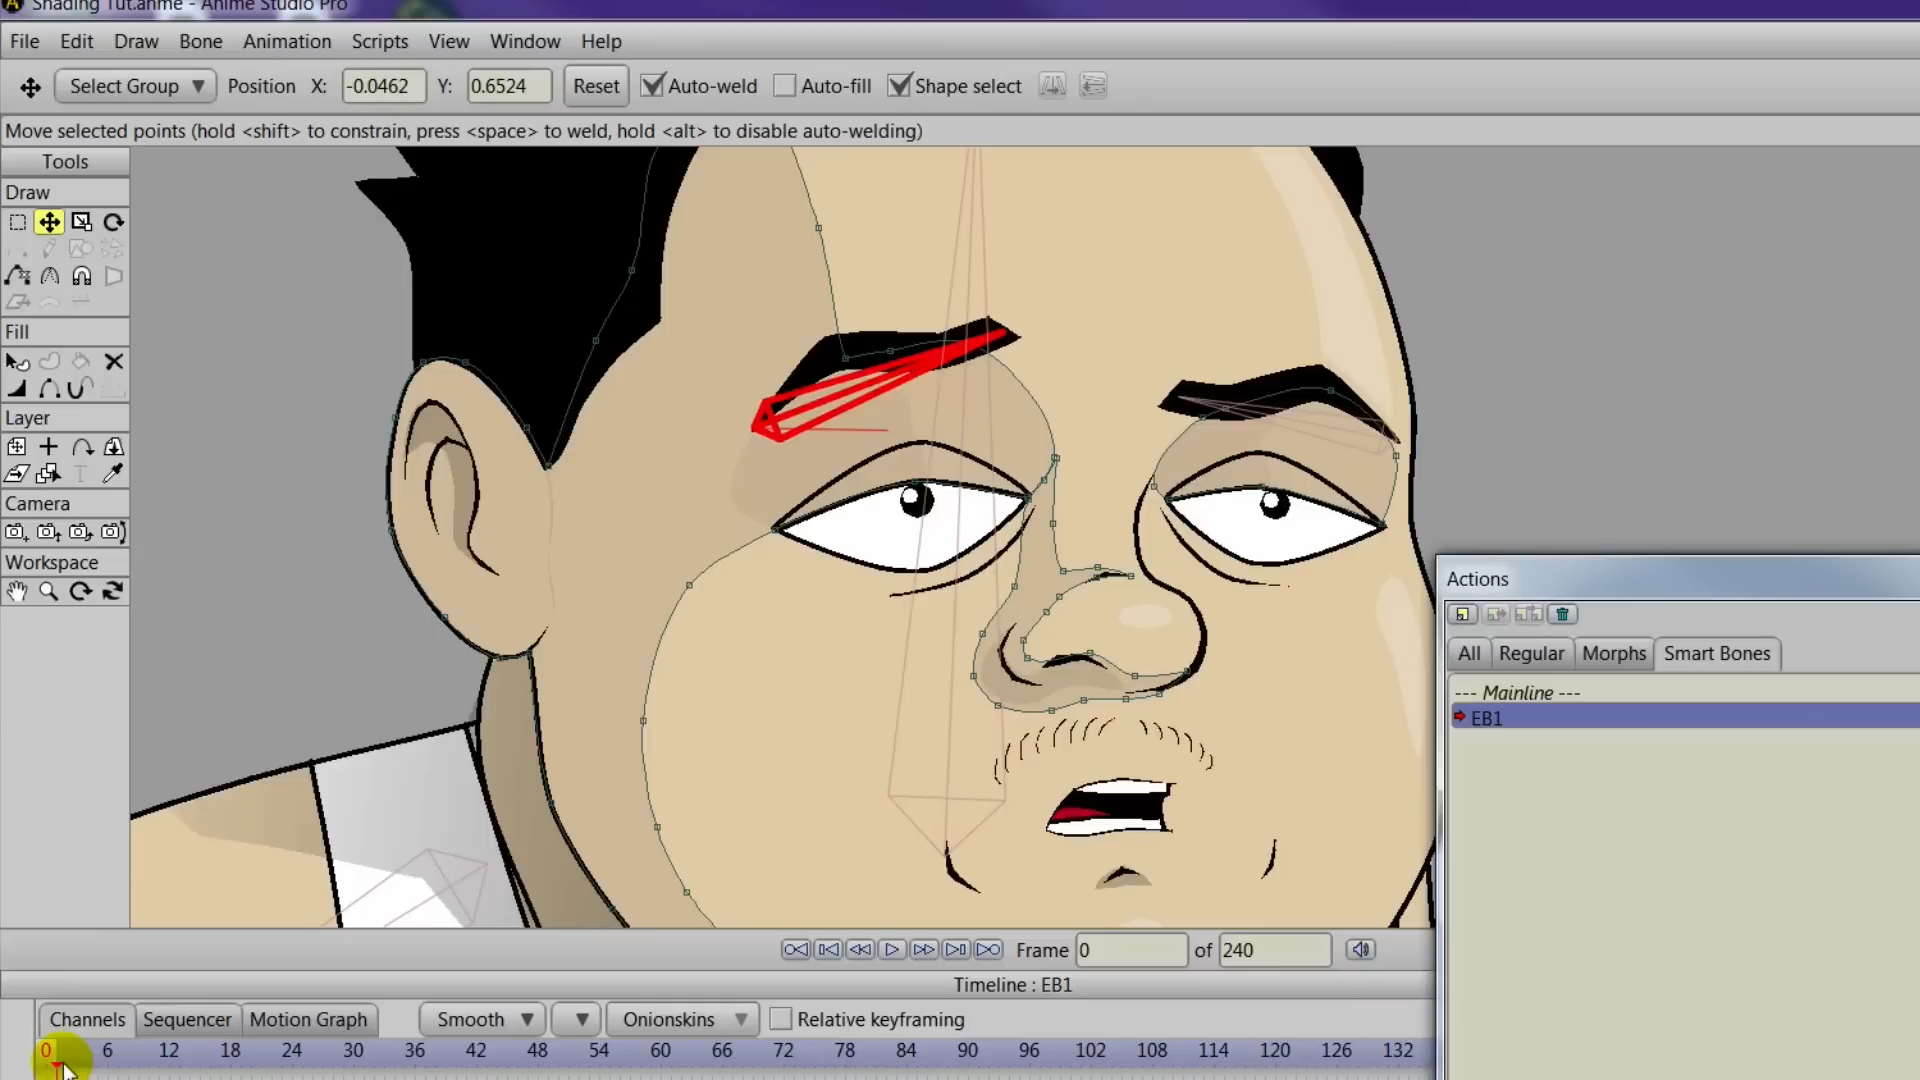 Shading Tut.anme - Anime Studio Pro
File Edit Draw Bone Animation Scripts View Window Help
Select Group Position X: -0.0462 Y: 0.6524 Reset Auto-weld Auto-fill Shape select
Move selected points (hold <shift> to constrain, press <space> to weld, hold <alt> to disable auto-welding)
Tools
Draw
Fill
Layer
Camera
Workspace
Actions
All Regular Morphs Smart Bones
--- Mainline ---
EB1
Frame 0 of 240
Timeline : EB1
Channels Sequencer Motion Graph Smooth Onionskins Relative keyframing
0 6 12 18 24 30 36 42 48 54 60 66 72 78 84 90 96 102 108 114 120 126 132